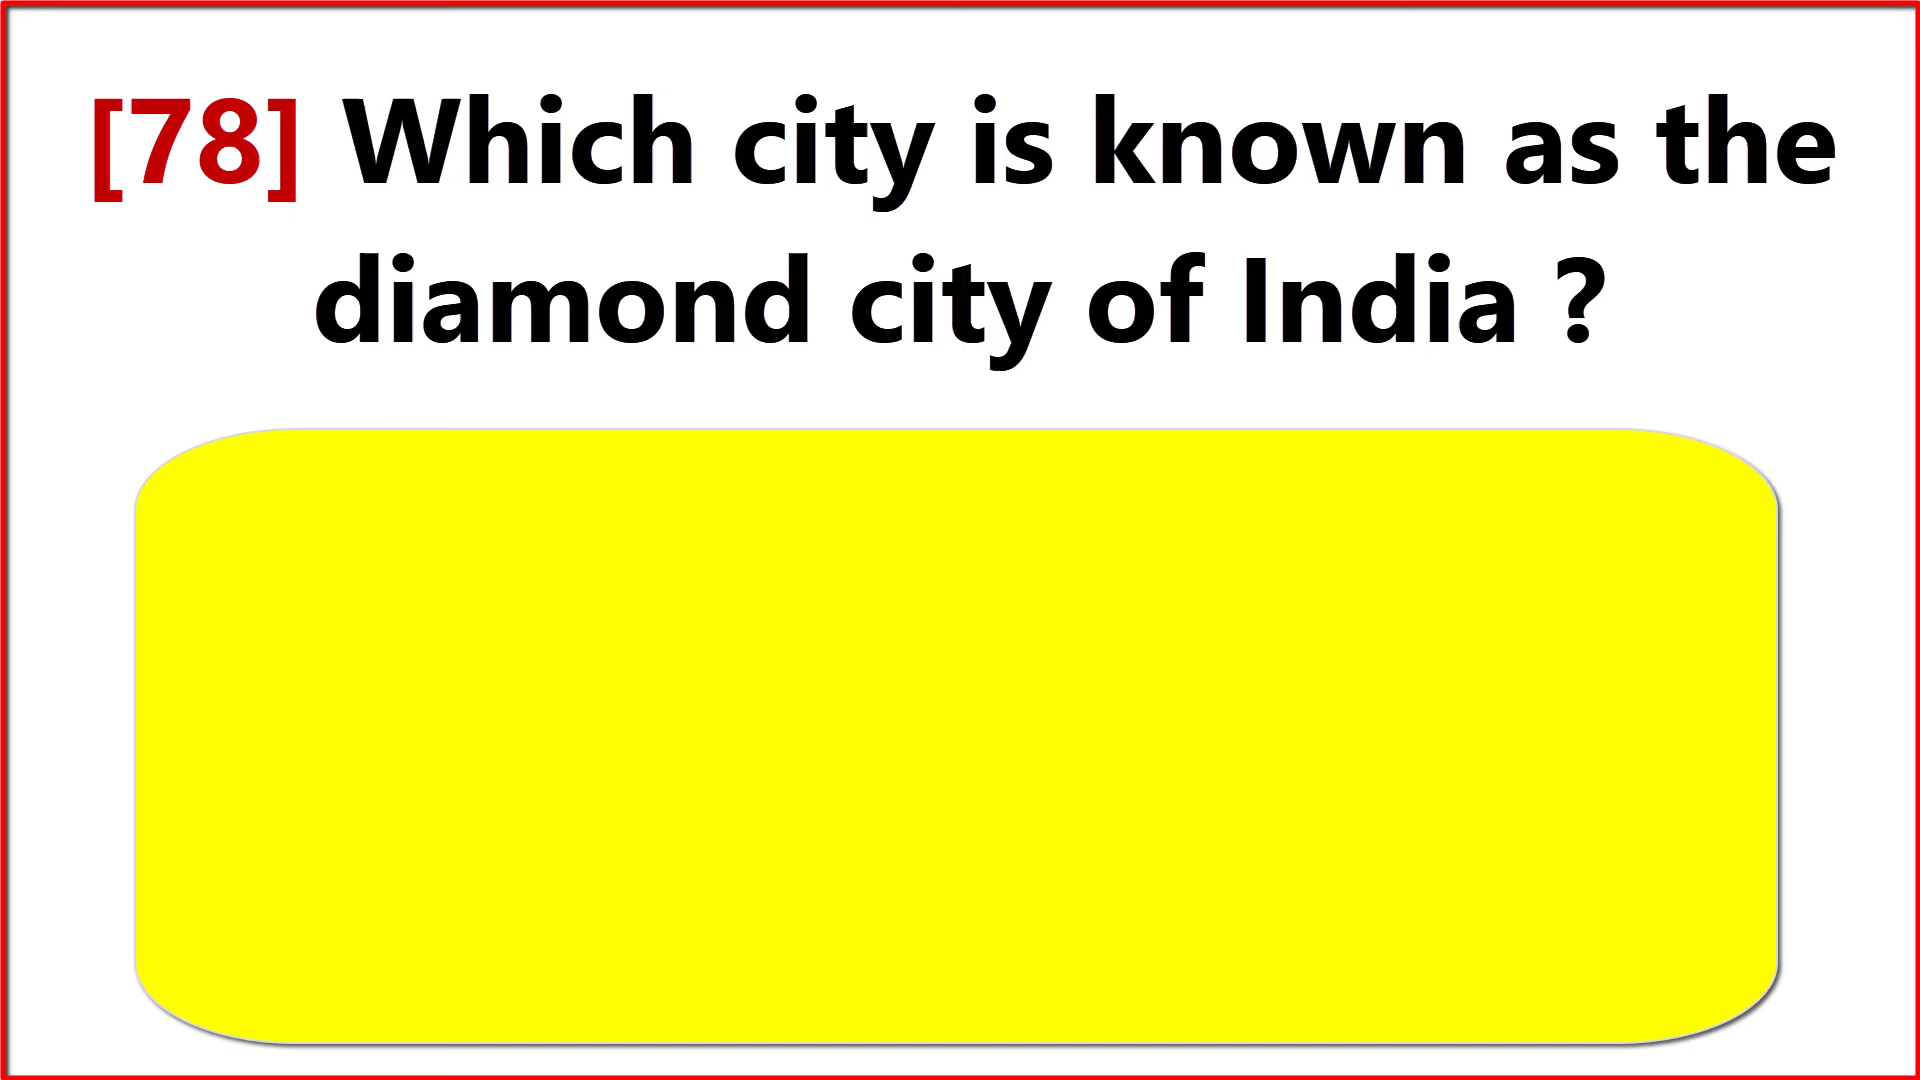 [78] Which city is known as the
diamond city of India ?